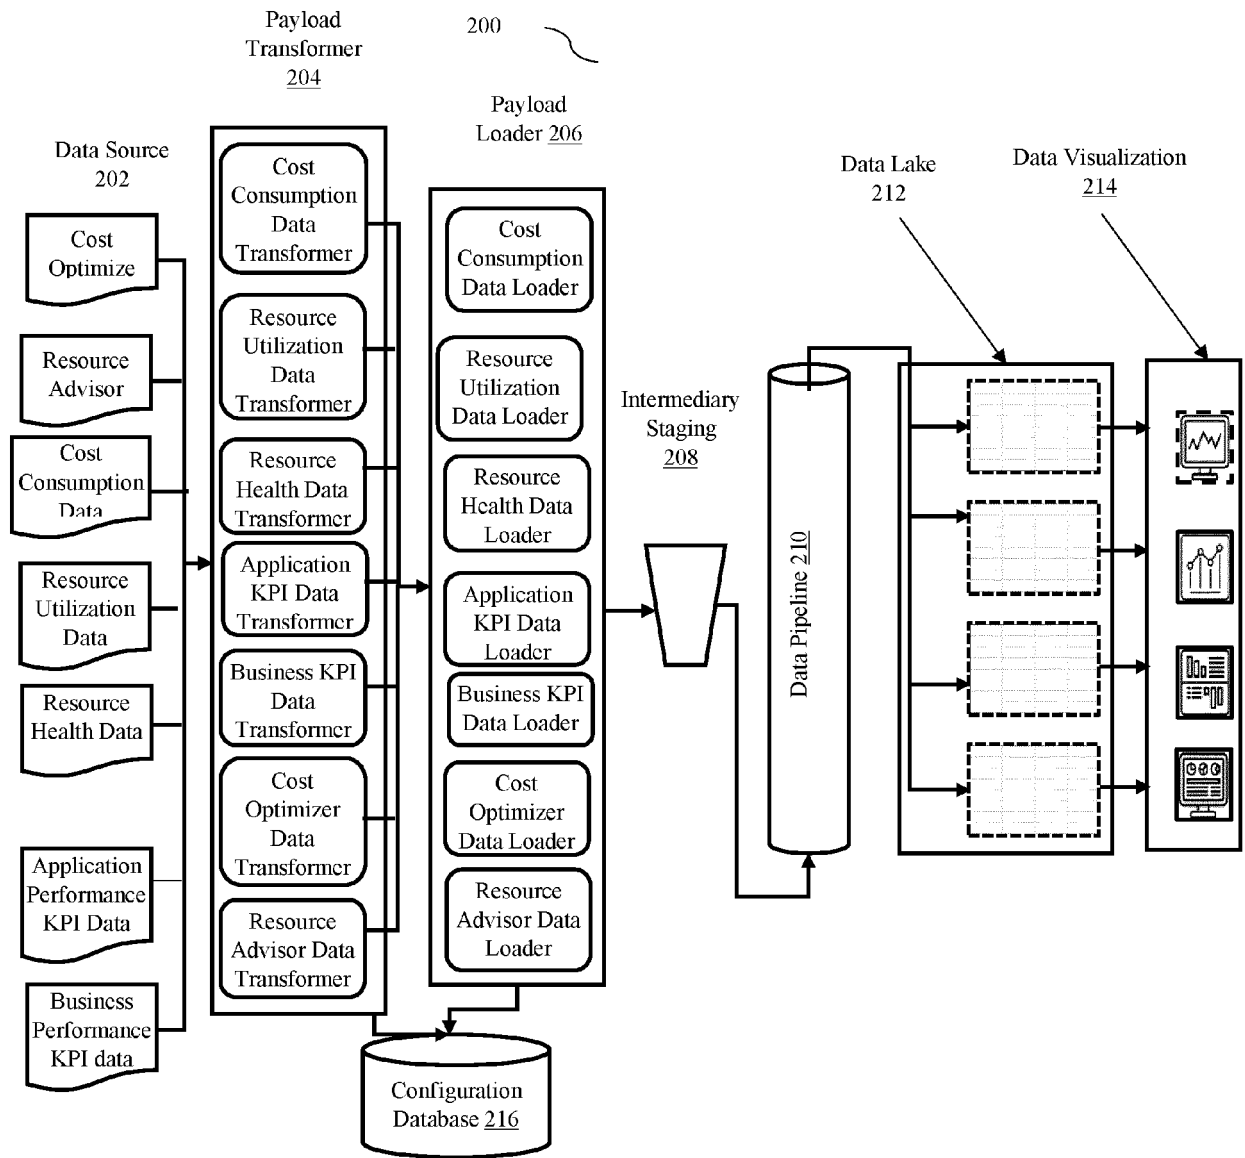 Payload
Transformer
204
200
Payload
Loader 206
Data Source
202
Data Lake
212
Data Visualization
214
Cost
Optimize
Resource
Advisor
Cost
Consumption
Data
Resource
Utilization
Data
Resource
Health Data
Application
Performance
KPI Data
Business
Performance
KPI data
Cost
Consumption
Data
Transformer
Resource
Utilization
Data
Transformer
Resource
Health Data
Transformer
Application
KPI Data
Transformer
Business KPI
Data
Transformer
Cost
Optimizer
Data
Transformer
Resource
Advisor Data
Transformer
Cost
Consumption
Data Loader
Resource
Utilization
Data Loader
Resource
Health Data
Loader
Application
KPI Data
Loader
Business KPI
Data Loader
Cost
Optimizer
Data Loader
Resource
Advisor Data
Loader
Intermediary
Staging
208
Data Pipeline 210
Configuration
Database 216